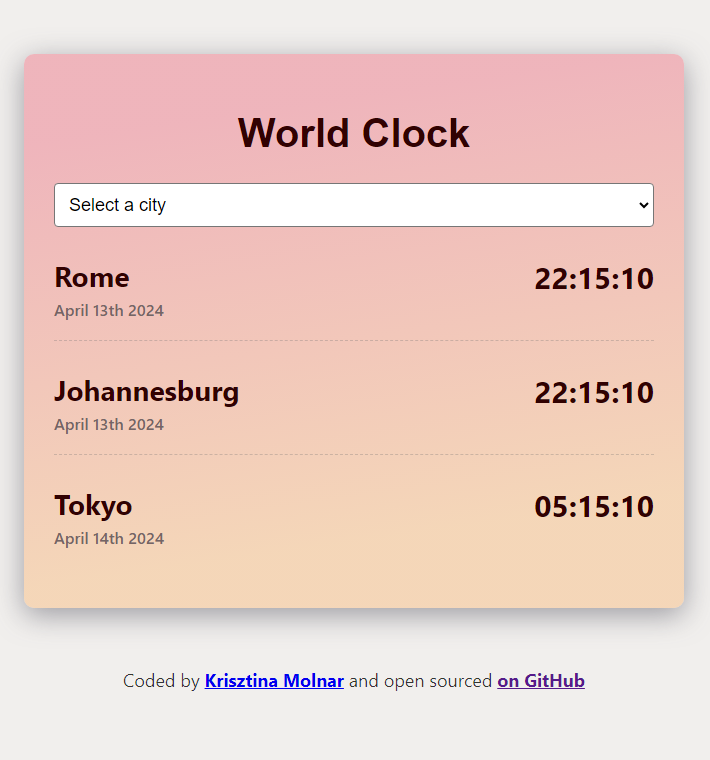 World Clock
Select a city
Rome
22:15:10
April 13th 2024
Johannesburg
22:15:10
April 13th 2024
Tokyo
05:15:10
April 14th 2024
Coded by Krisztina Molnar and open sourced on GitHub